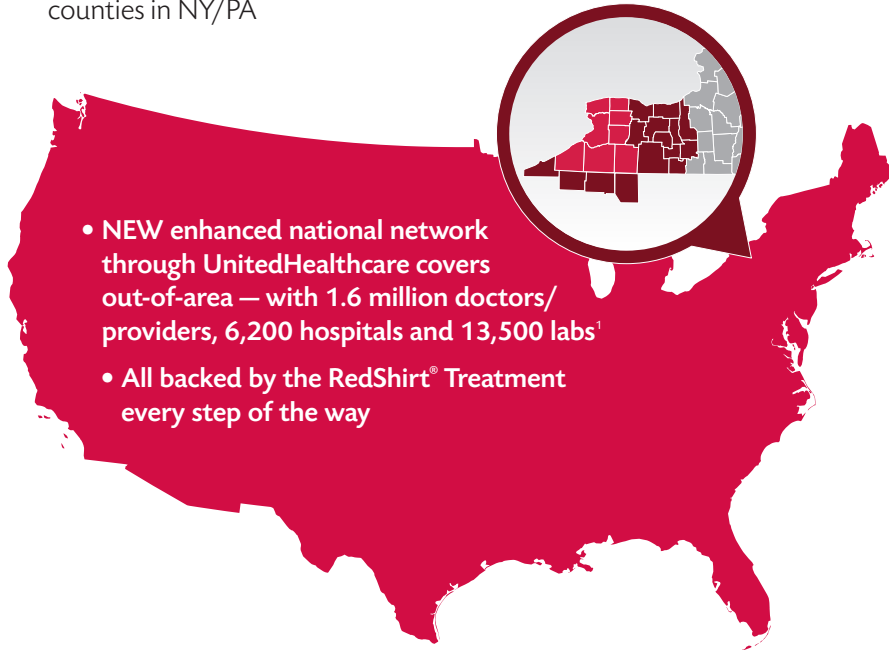 counties in NY/PA
• NEW enhanced national network
through UnitedHealthcare covers
out-of-area — with 1.6 million doctors/
providers, 6,200 hospitals and 13,500 labs¹
• All backed by the RedShirt® Treatment
every step of the way